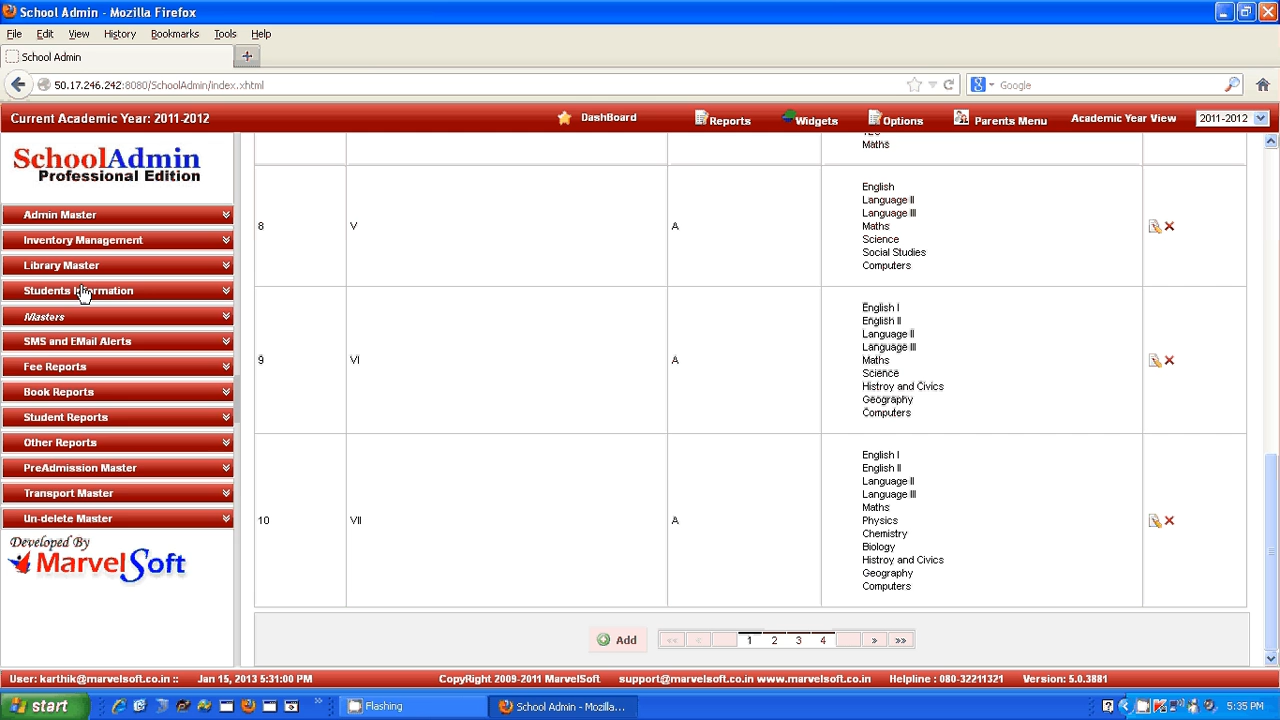 School Admin - Mozilla Firefox
File Edit View History Bookmarks Tools Help
School Admin
50.17.246.242:8080/SchoolAdmin/index.xhtml
Google
Current Academic Year: 2011-2012
DashBoard
Reports
Widgets
Options
Parents Menu
Academic Year View
2011-2012
SchoolAdmin
Professional Edition
Admin Master
Inventory Management
Library Master
Students Information
Masters
SMS and EMail Alerts
Fee Reports
Book Reports
Student Reports
Other Reports
PreAdmission Master
Transport Master
Un-delete Master
Developed By
MarvelSoft
Maths
8 V A
English
Language II
Language III
Maths
Science
Social Studies
Computers
9 VI A
English I
English II
Language II
Language III
Maths
Science
Histroy and Civics
Geography
Computers
10 VII A
English I
English II
Language II
Language III
Maths
Physics
Chemistry
Biology
Histroy and Civics
Geography
Computers
Add
«« « 1 2 3 4 » »»
User: karthik@marvelsoft.co.in :: Jan 15, 2013 5:31:00 PM CopyRight 2009-2011 MarvelSoft support@marvelsoft.co.in www.marvelsoft.co.in Helpline : 080-32211321 Version: 5.0.3881
start
Flashing
School Admin - Mozilla...
5:35 PM